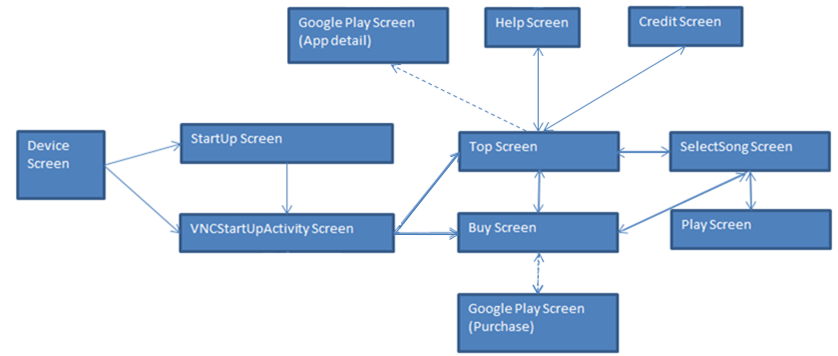 Google Play Screen
(App detail)
Help Screen
Credit Screen
Device
Screen
StartUp Screen
Top Screen
SelectSong Screen
VNCStartUpActivity Screen
Buy Screen
Play Screen
Google Play Screen
(Purchase)